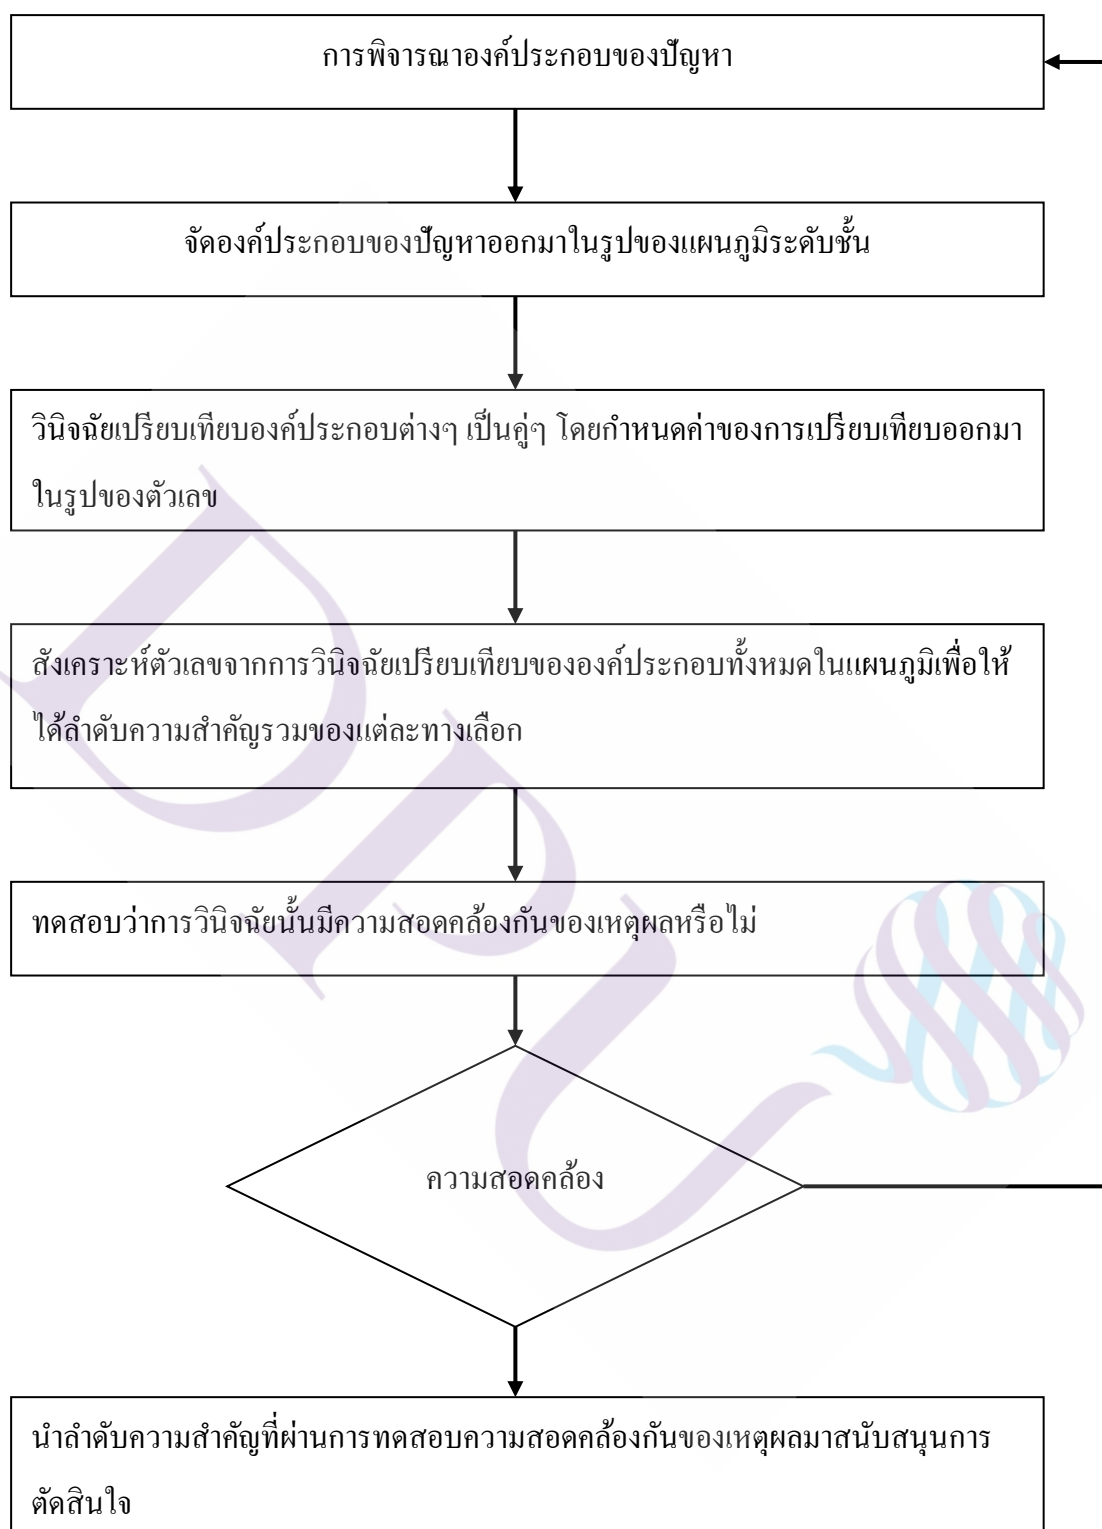 การพิจารณาองค์ประกอบของปัญหา
จัดองค์ประกอบของปัญหาออกมาในรูปของแผนภูมิระดับชั้น
วินิจฉัยเปรียบเทียบองค์ประกอบต่างๆ เป็นคู่ๆ โดยกำหนดค่าของการเปรียบเทียบออกมา
ในรูปของตัวเลข
สังเคราะห์ตัวเลขจากการวินิจฉัยเปรียบเทียบขององค์ประกอบทั้งหมดในแผนภูมิเพื่อให้
ได้ลำดับความสำคัญรวมของแต่ละทางเลือก
ทดสอบว่าการวินิจฉัยนั้นมีความสอดคล้องกันของเหตุผลหรือไม่
ความสอดคล้อง
นำลำดับความสำคัญที่ผ่านการทดสอบความสอดคล้องกันของเหตุผลมาสนับสนุนการ
ตัดสินใจ
DPU